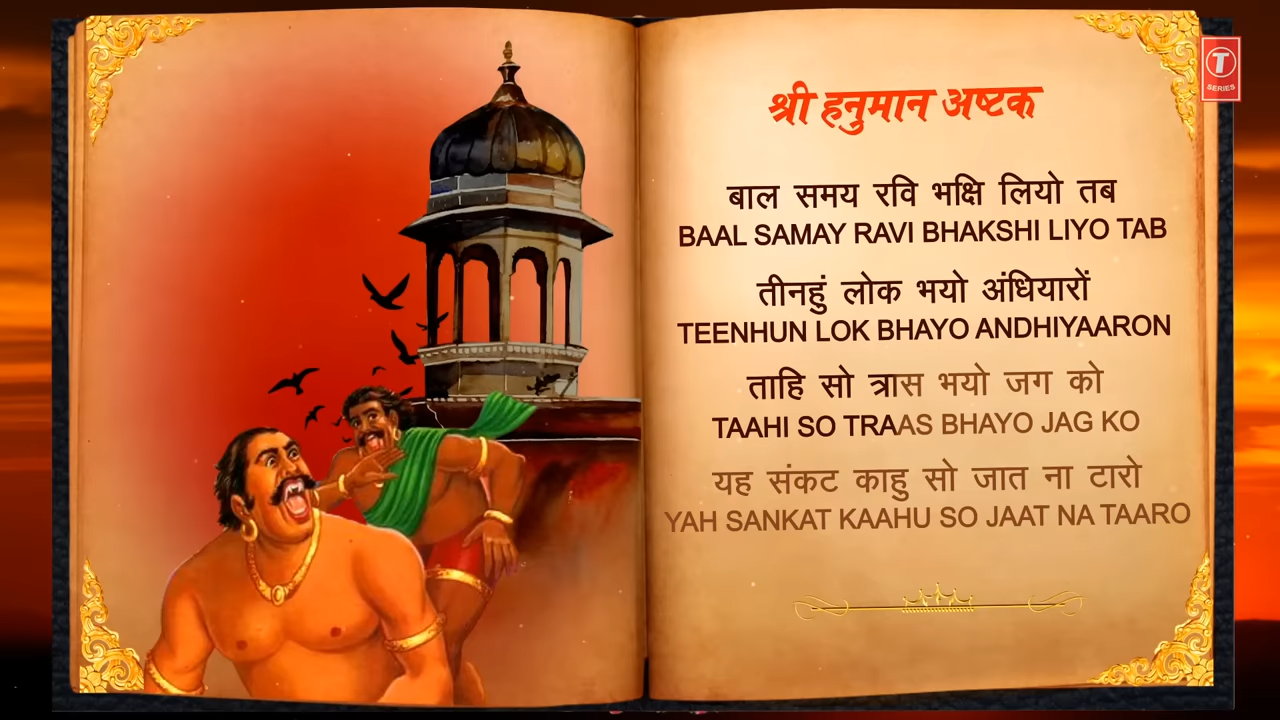 श्री हनुमान अष्टक
बाल समय रवि भक्षि लियो तब
BAAL SAMAY RAVI BHAKSHI LIYO TAB
तीनहुं लोक भयो अंधियारों
TEENHUN LOK BHAYO ANDHIYAARON
ताहि सो त्रास भयो जग को
TAAHI SO TRAAS BHAYO JAG KO
यह संकट काहु सो जात ना टारो
YAH SANKAT KAAHU SO JAAT NA TAARO
T
SERIES